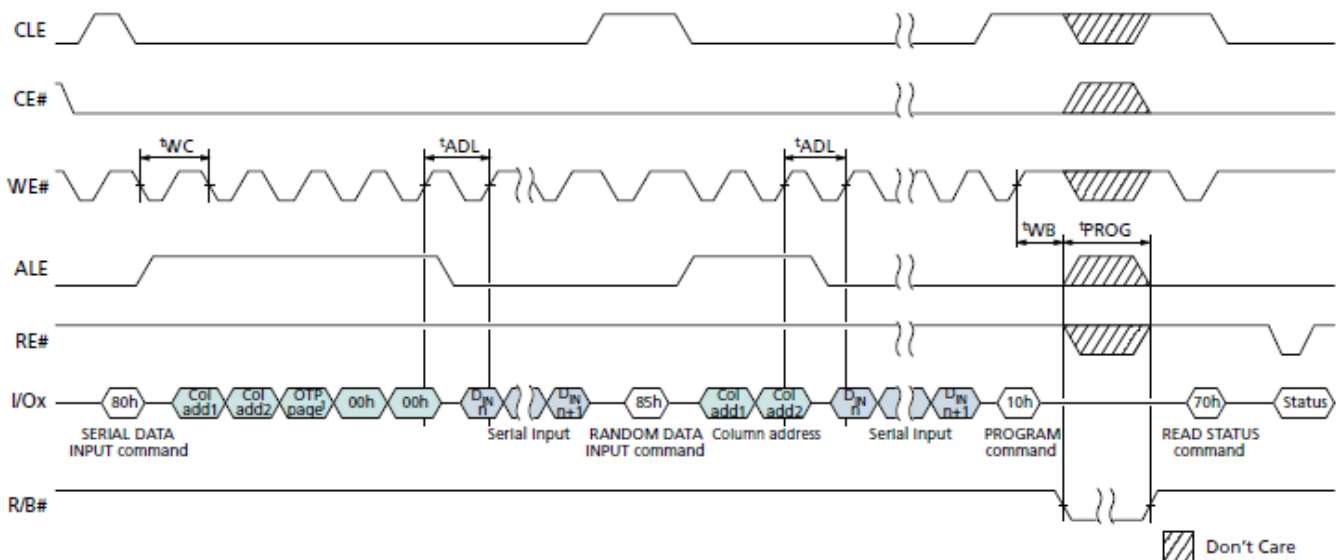 CLE
CE#
tWC
tADL
tADL
WE#
tWB
tPROG
ALE
RE#
I/Ox
80h
Col add1
Col add2
OTP page1
00h
00h
DIN n
DIN n+1
85h
Col add1
Col add2
DIN n
DIN n+1
10h
70h
Status
SERIAL DATA INPUT command
Serial input
RANDOM DATA INPUT command
Column address
Serial input
PROGRAM command
READ STATUS command
R/B#
Don't Care